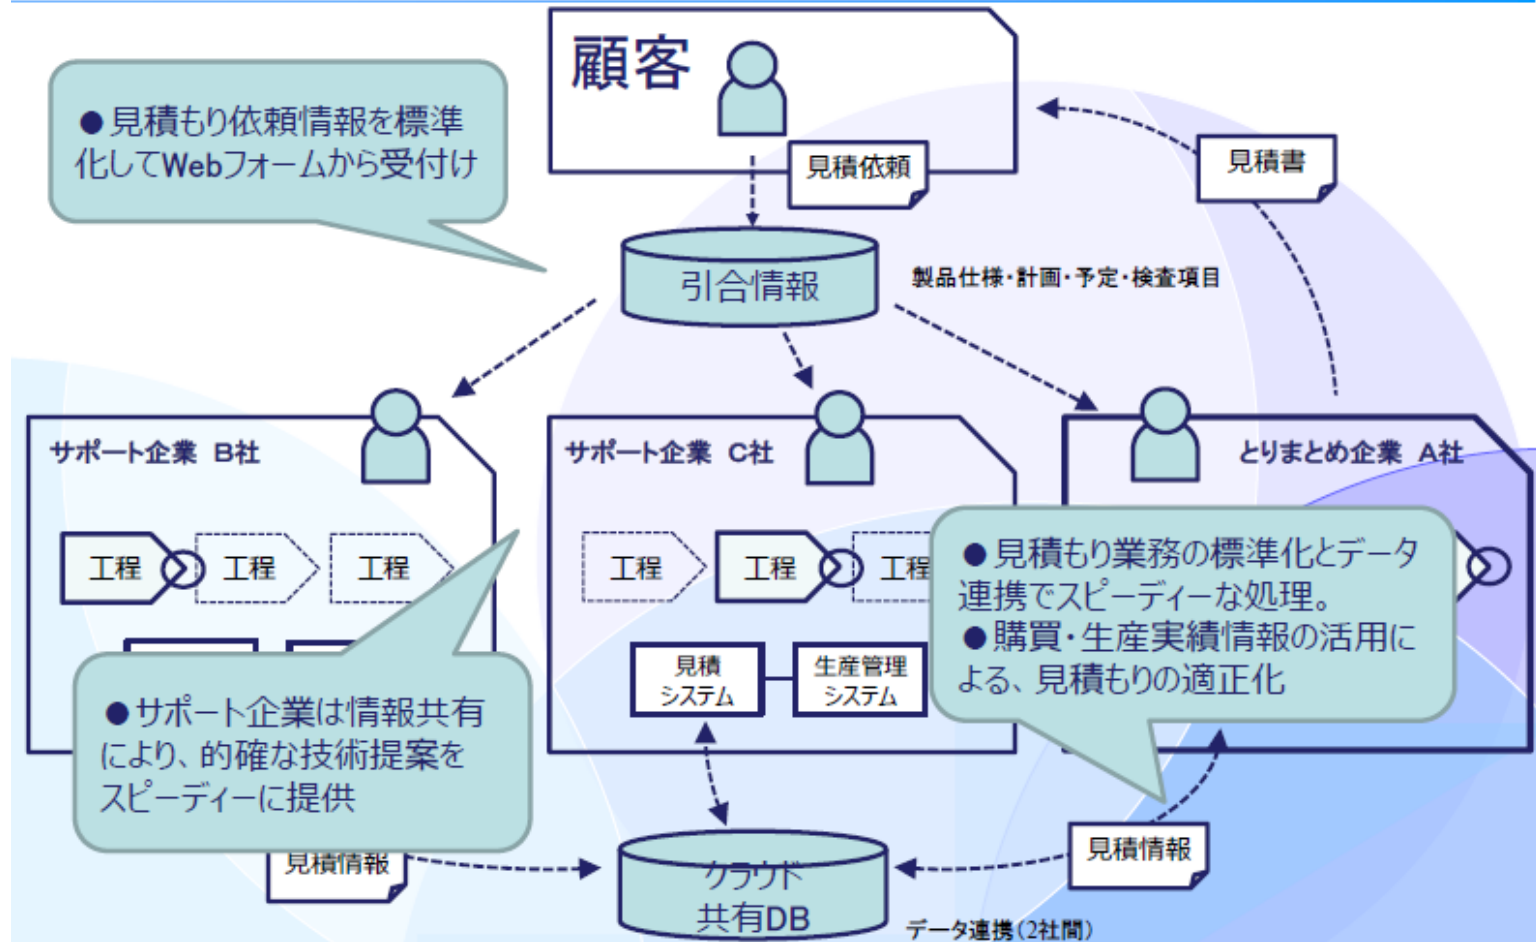 顧客
● 見積もり依頼情報を標準
化してWebフォームから受付け
見積依頼
見積書
引合情報
製品仕様・計画・予定・検査項目
サポート企業 B社
サポート企業 C社
とりまとめ企業 A社
工程
工程
工程
工程
工程
工程
● 見積もり業務の標準化とデータ
連携でスピーディーな処理。
● 購買・生産実績情報の活用に
よる、見積もりの適正化
見積
システム
生産管理
システム
● サポート企業は情報共有
により、的確な技術提案を
スピーディーに提供
見積情報
見積情報
クラウド
共有DB
データ連携(2社間)